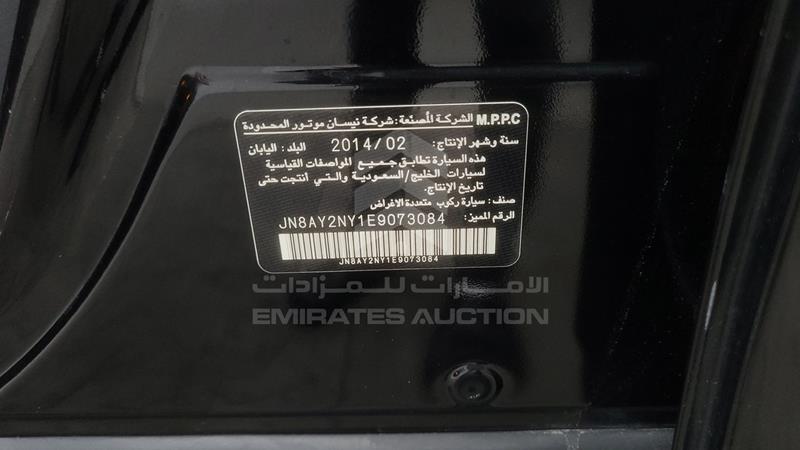 M.P.P.C الشركة المصنعة: شركة نيسان موتور المحدودة
سنة وشهر الإنتاج: 2014/02 البلد: اليابان
هذه السيارة تطابق جميع المواصفات القياسية
لسيارات الخليج/السعودية والتي أنتجت حتى
تاريخ الإنتاج.
صنف: سيارة ركوب متعددة الاغراض
الرقم المميز: JN8AY2NY1E9073084
JN8AY2NY1E9073084
الامارات للمزادات
EMIRATES AUCTION